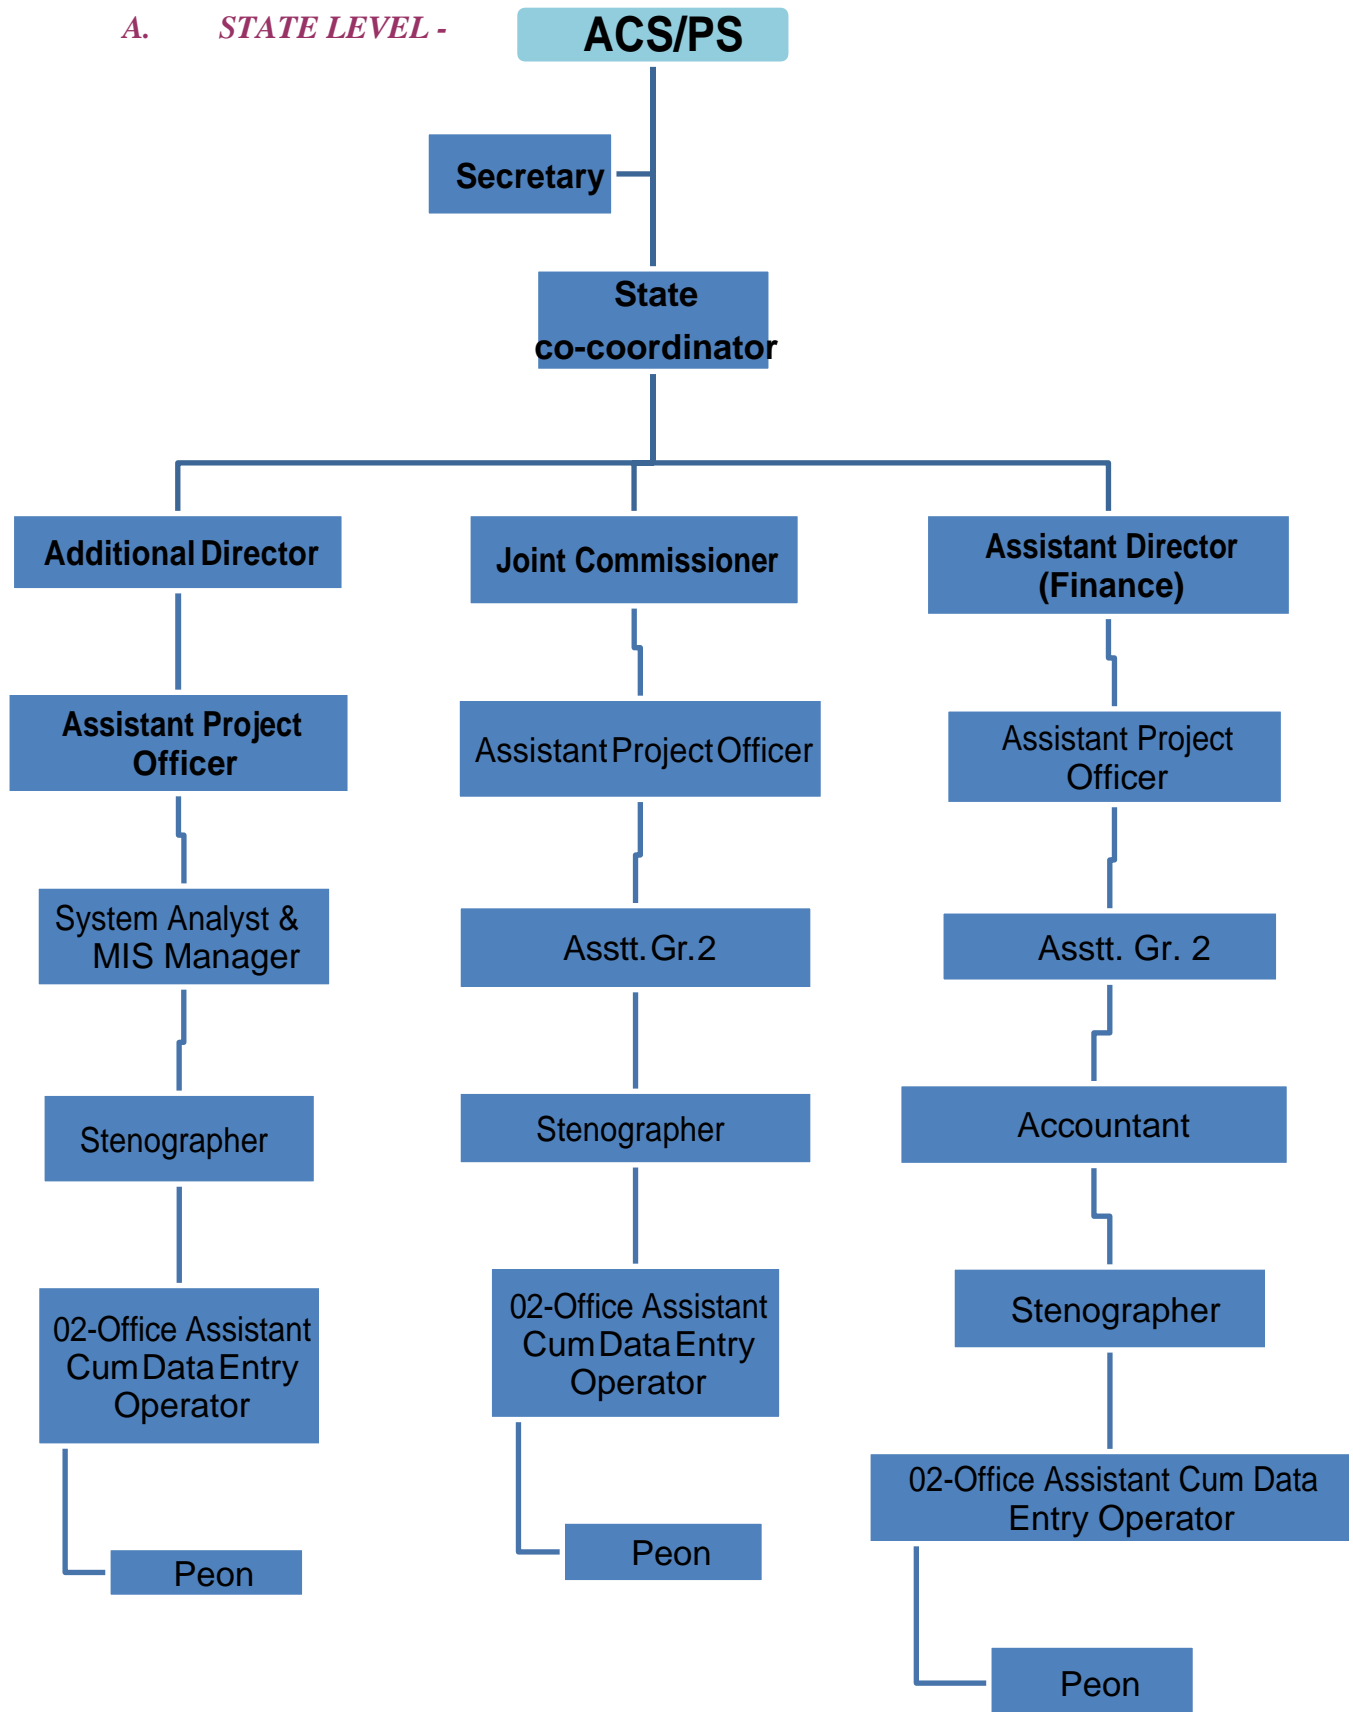 A. STATE LEVEL -
ACS/PS
Secretary
State
co-coordinator
Additional Director
Joint Commissioner
Assistant Director
(Finance)
Assistant Project
Officer
Assistant Project Officer
Assistant Project
Officer
System Analyst &
MIS Manager
Asstt. Gr. 2
Asstt. Gr. 2
Stenographer
Stenographer
Accountant
Stenographer
02-Office Assistant
Cum Data Entry
Operator
02-Office Assistant
Cum Data Entry
Operator
02-Office Assistant Cum Data
Entry Operator
Peon
Peon
Peon